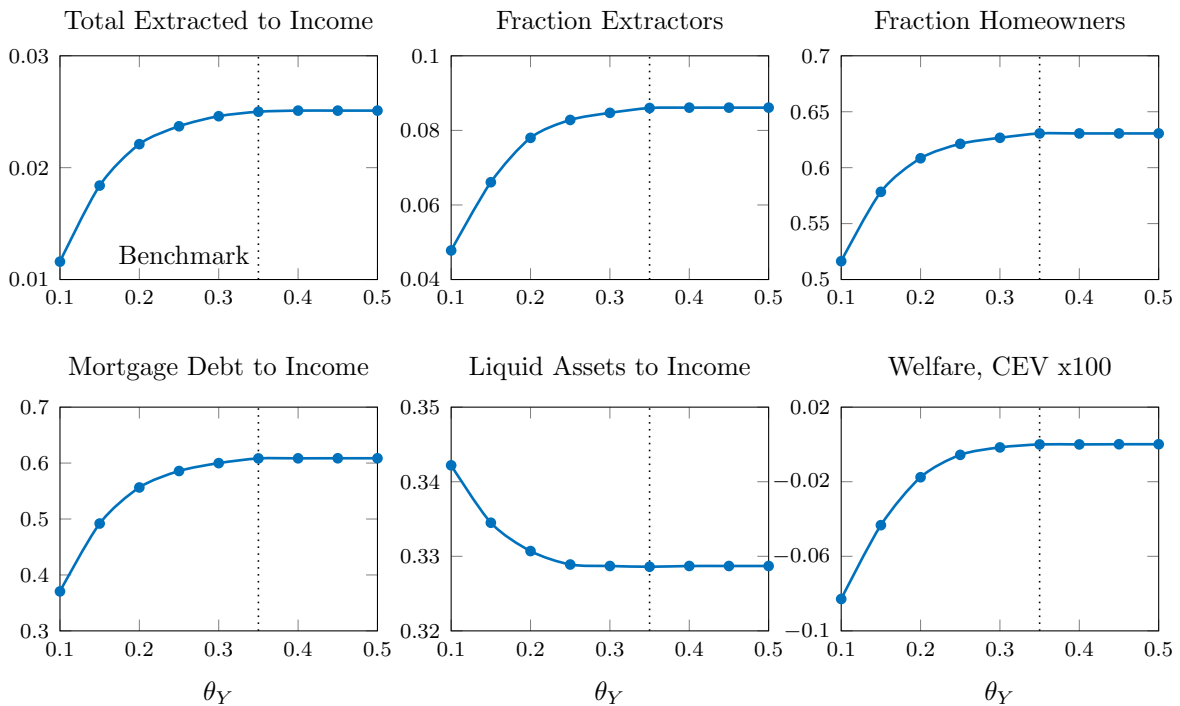 Total Extracted to Income
Fraction Extractors
Fraction Homeowners
0.03
0.02
0.01
Benchmark
0.1 0.2 0.3 0.4 0.5
0.1
0.08
0.06
0.04
0.1 0.2 0.3 0.4 0.5
0.7
0.65
0.6
0.55
0.5
0.1 0.2 0.3 0.4 0.5
Mortgage Debt to Income
Liquid Assets to Income
Welfare, CEV x100
0.7
0.6
0.5
0.4
0.3
0.1 0.2 0.3 0.4 0.5
θ_Y
0.35
0.34
0.33
0.32
0.1 0.2 0.3 0.4 0.5
θ_Y
0.02
−0.02
−0.06
−0.1
0.1 0.2 0.3 0.4 0.5
θ_Y